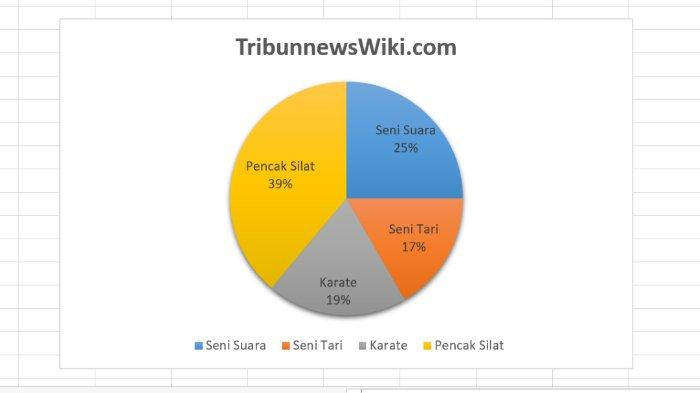 TribunnewsWiki.com
Seni Suara
25%
Pencak Silat
39%
Seni Tari
17%
Karate
19%
Seni Suara Seni Tari Karate Pencak Silat